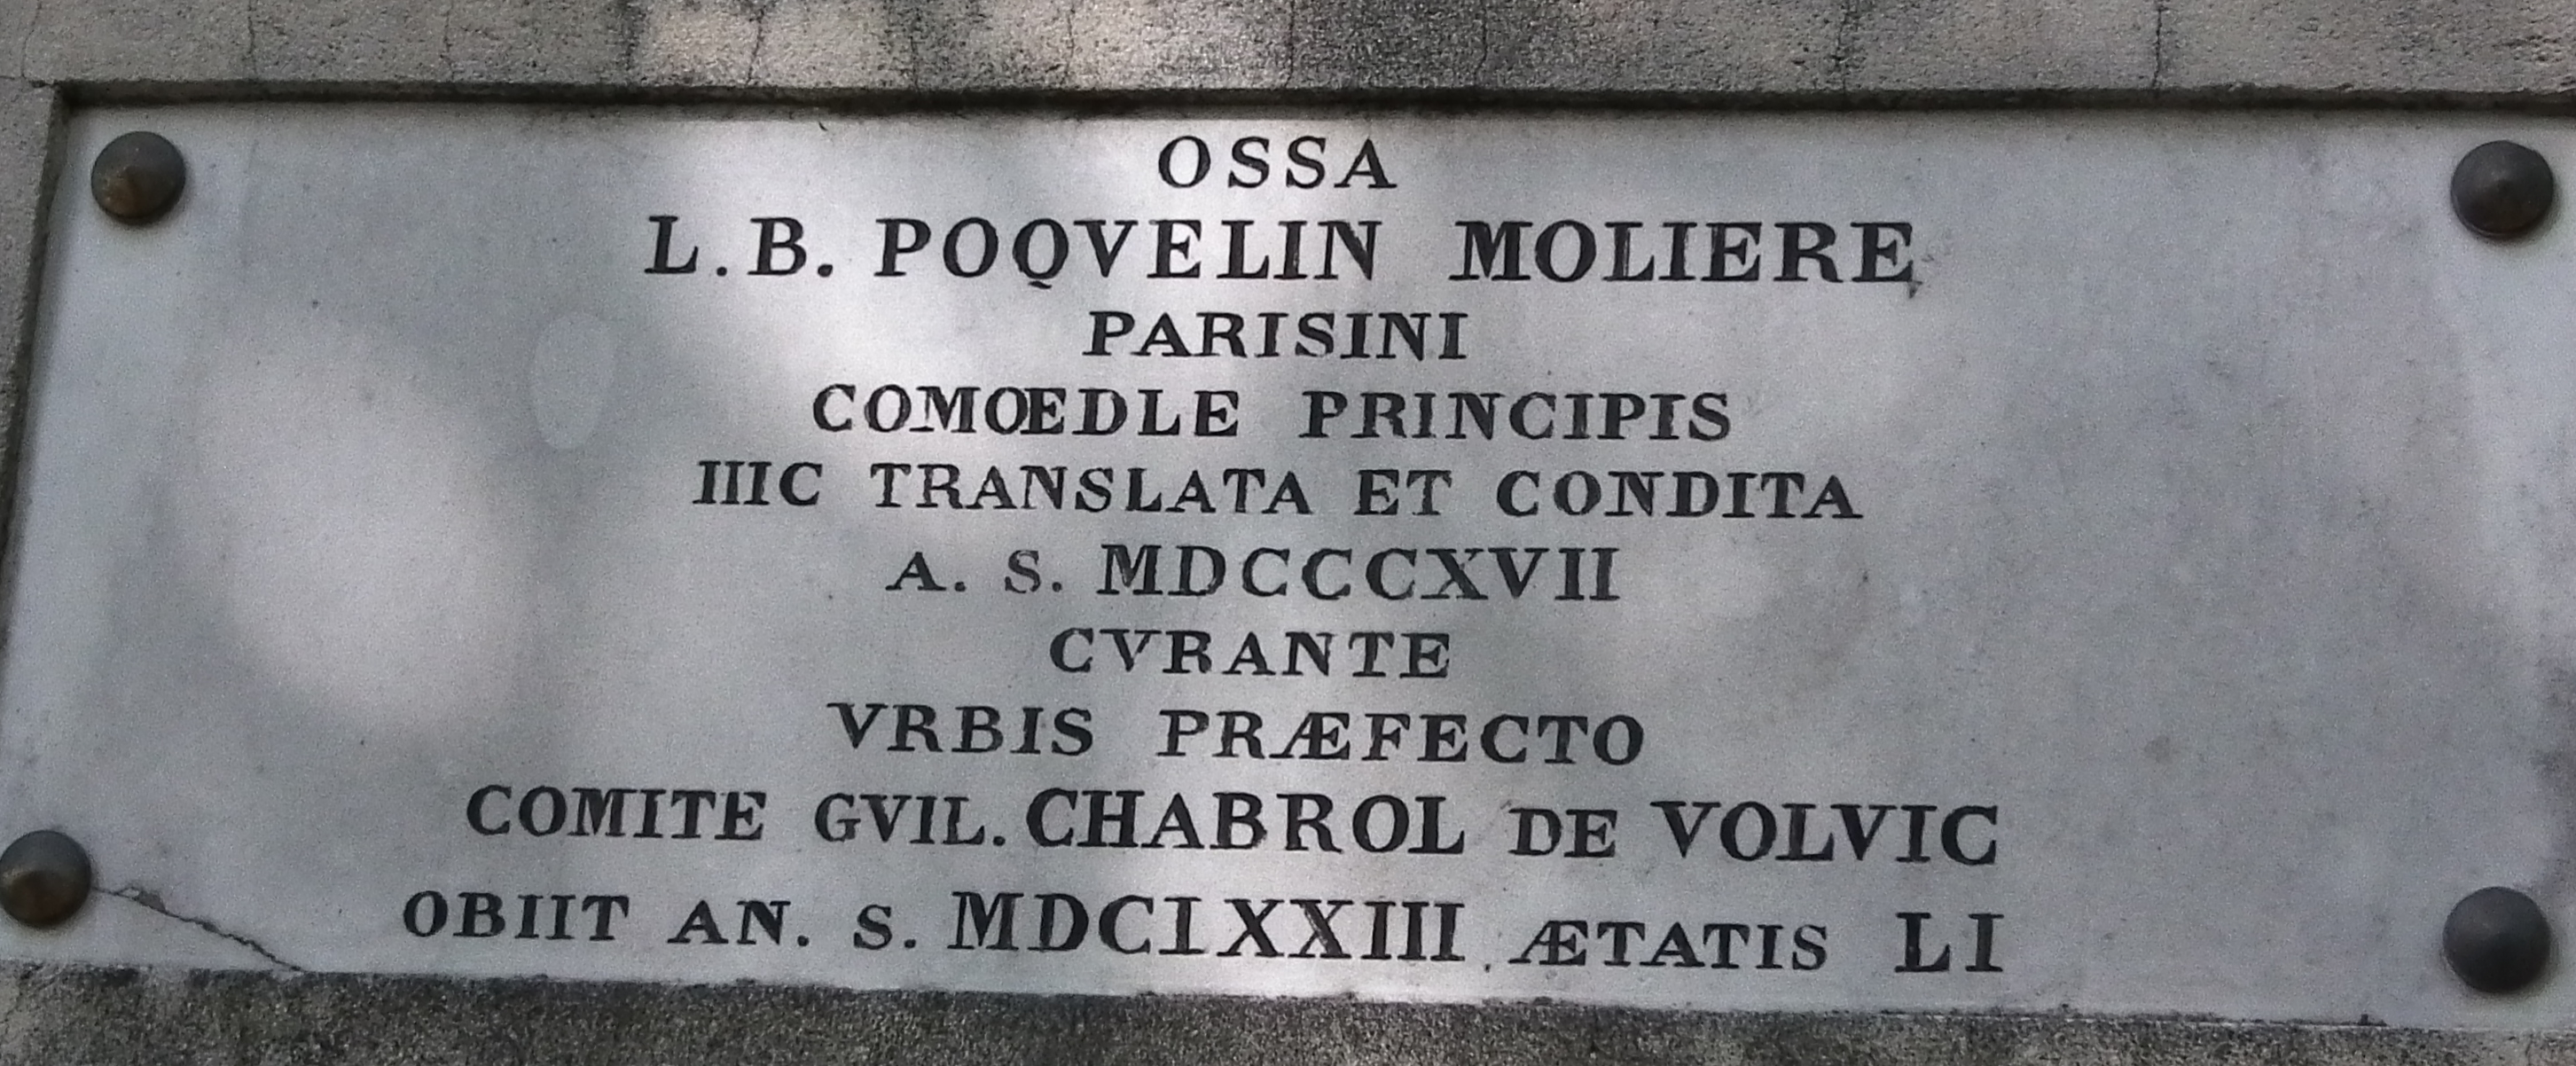 OSSA
L. B. POQVELIN MOLIERE
PARISINI
COMŒDLE PRINCIPIS
IIIC TRANSLATA ET CONDITA
A. S. MDCCCXVII
CVRANTE
VRBIS PRÆFECTO
COMITE GVIL. CHABROL DE VOLVIC
OBIIT AN. S. MDCLXXIII ÆTATIS LI